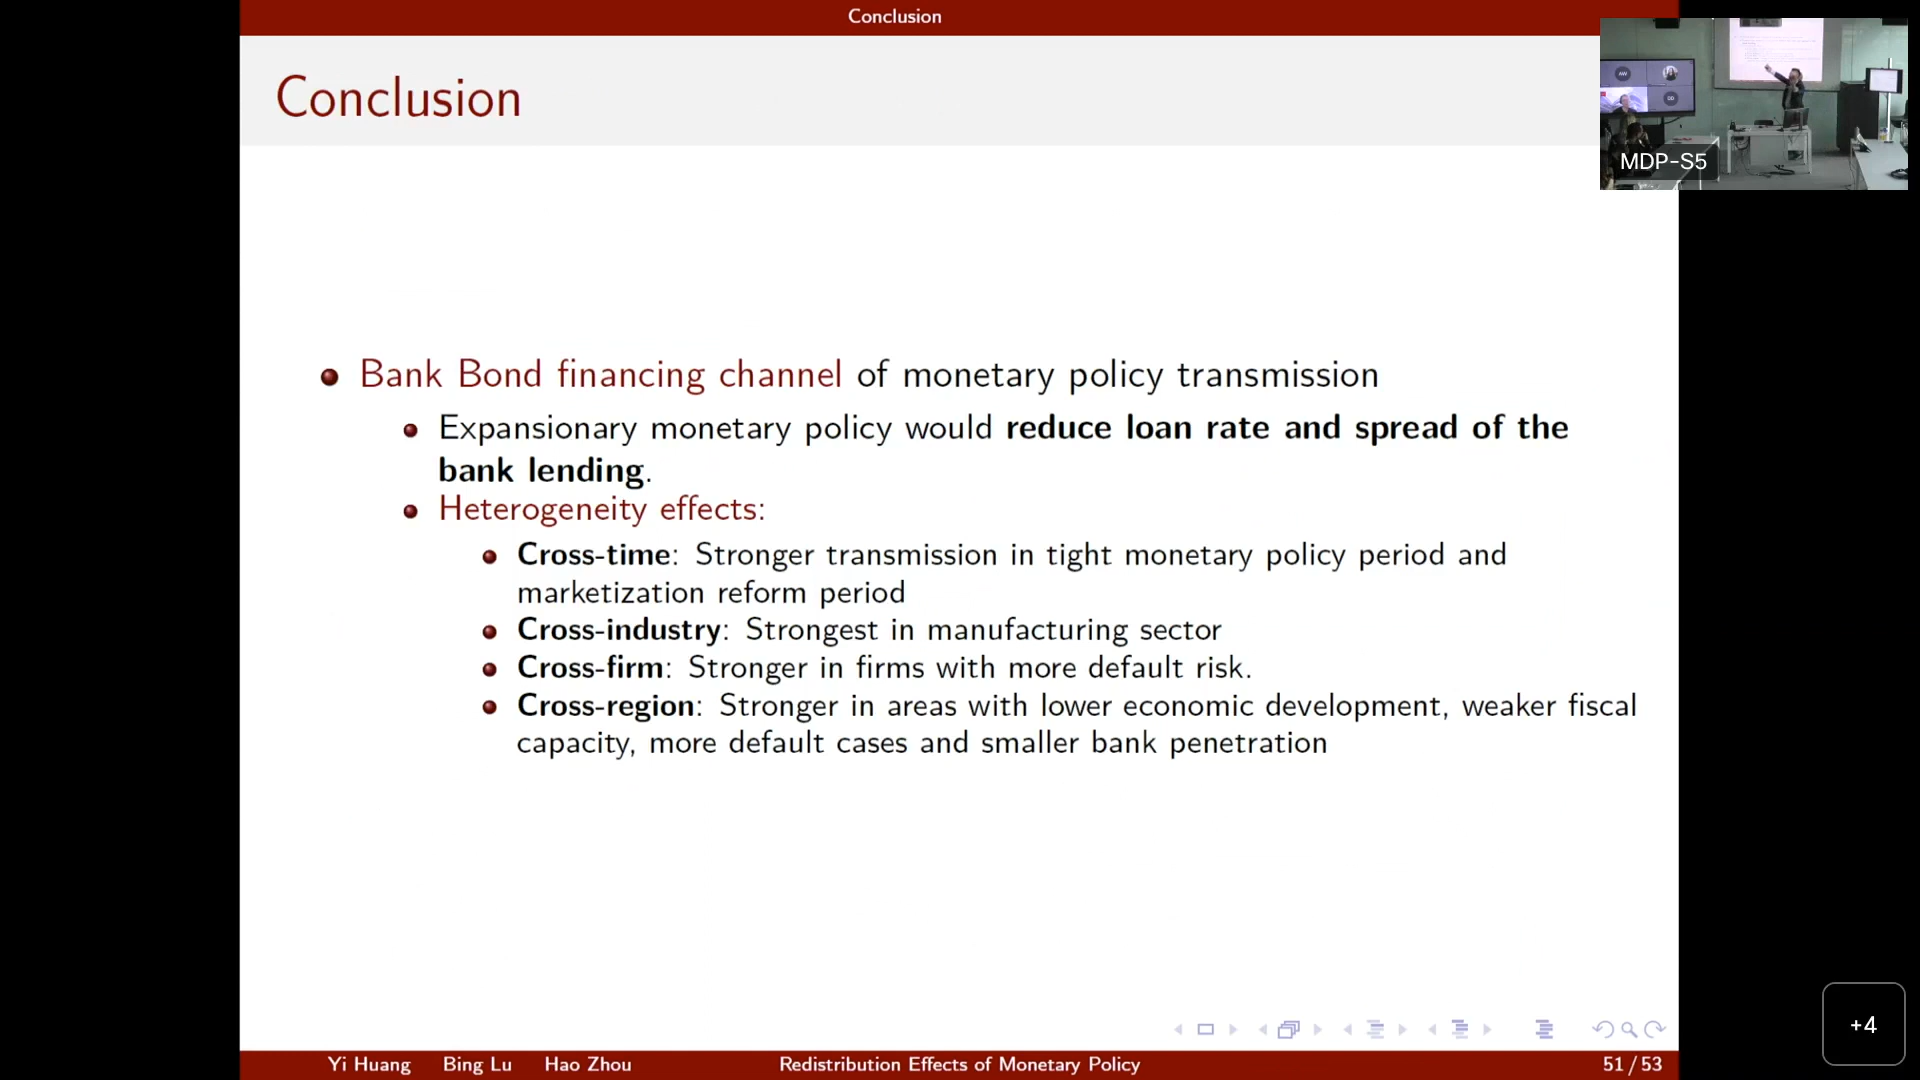 Conclusion
Conclusion
Bank Bond financing channel of monetary policy transmission
Expansionary monetary policy would reduce loan rate and spread of the
bank lending.
Heterogeneity effects:
Cross-time: Stronger transmission in tight monetary policy period and
marketization reform period
Cross-industry: Strongest in manufacturing sector
Cross-firm: Stronger in firms with more default risk.
Cross-region: Stronger in areas with lower economic development, weaker fiscal
capacity, more default cases and smaller bank penetration
Yi Huang Bing Lu Hao Zhou Redistribution Effects of Monetary Policy 51 / 53
MDP-S5
+4